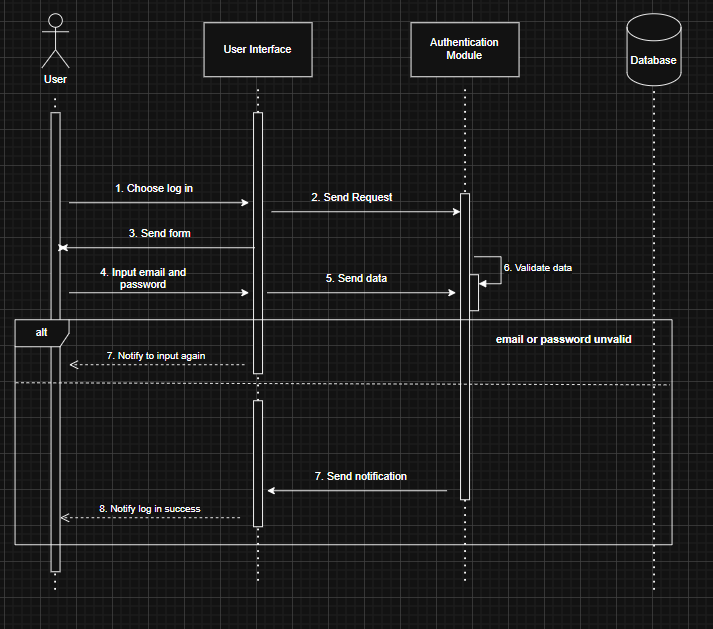 User
User Interface
Authentication
Module
Database
1. Choose log in
2. Send Request
3. Send form
4. Input email and
password
5. Send data
6. Validate data
alt
email or password unvalid
7. Notify to input again
7. Send notification
8. Notify log in success